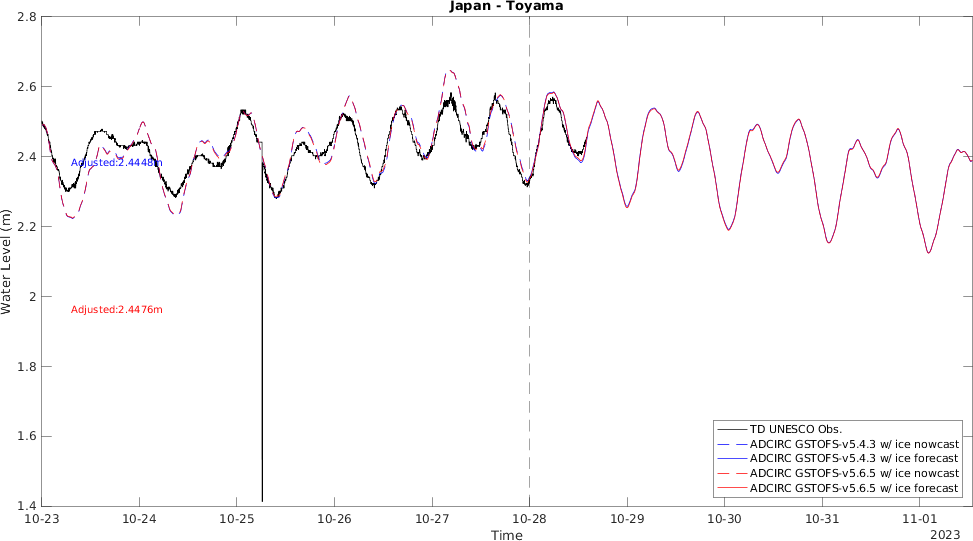 Japan - Toyama
2.8
2.6
2.4
2.2
2
1.8
1.6
1.4
Water Level (m)
Adjusted:2.4448m
Adjusted:2.4476m
TD UNESCO Obs.
ADCIRC GSTOFS-v5.4.3 w/ ice nowcast
ADCIRC GSTOFS-v5.4.3 w/ ice forecast
ADCIRC GSTOFS-v5.6.5 w/ ice nowcast
ADCIRC GSTOFS-v5.6.5 w/ ice forecast
10-23 10-24 10-25 10-26 10-27 10-28 10-29 10-30 10-31 11-01
Time
2023